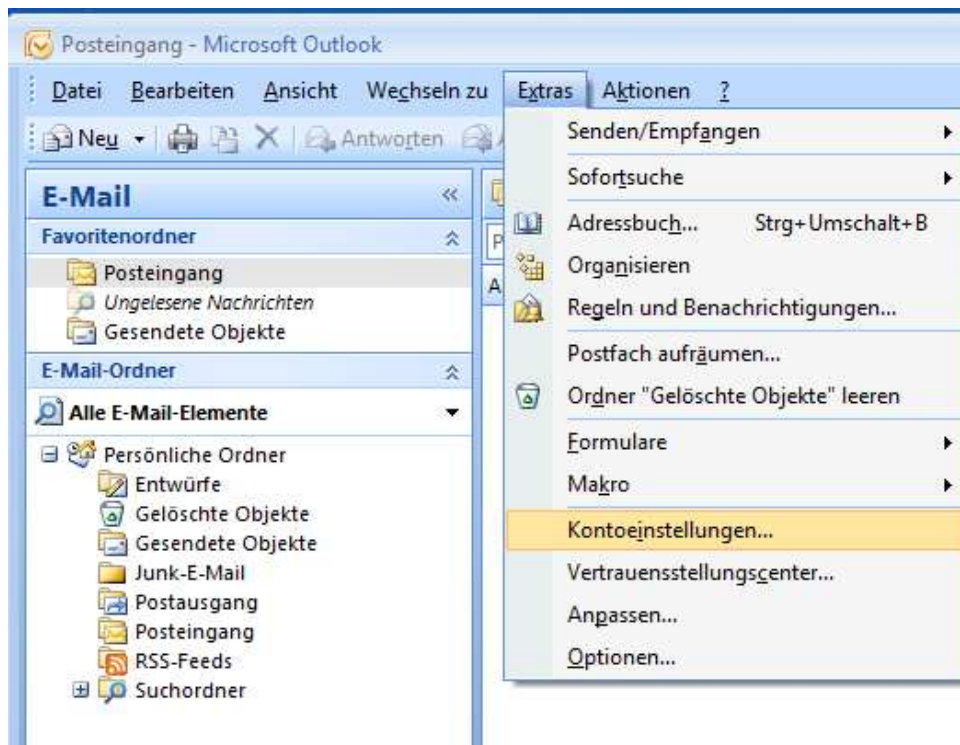 Posteingang - Microsoft Outlook
Datei Bearbeiten Ansicht Wechseln zu Extras Aktionen ?
Neu Antworten
E-Mail
Favoritenordner
Posteingang
Ungelesene Nachrichten
Gesendete Objekte
E-Mail-Ordner
Alle E-Mail-Elemente
Persönliche Ordner
Entwürfe
Gelöschte Objekte
Gesendete Objekte
Junk-E-Mail
Postausgang
Posteingang
RSS-Feeds
Suchordner
Senden/Empfangen
Sofortsuche
Adressbuch... Strg+Umschalt+B
Organisieren
Regeln und Benachrichtigungen...
Postfach aufräumen...
Ordner "Gelöschte Objekte" leeren
Formulare
Makro
Kontoeinstellungen...
Vertrauensstellungscenter...
Anpassen...
Optionen...